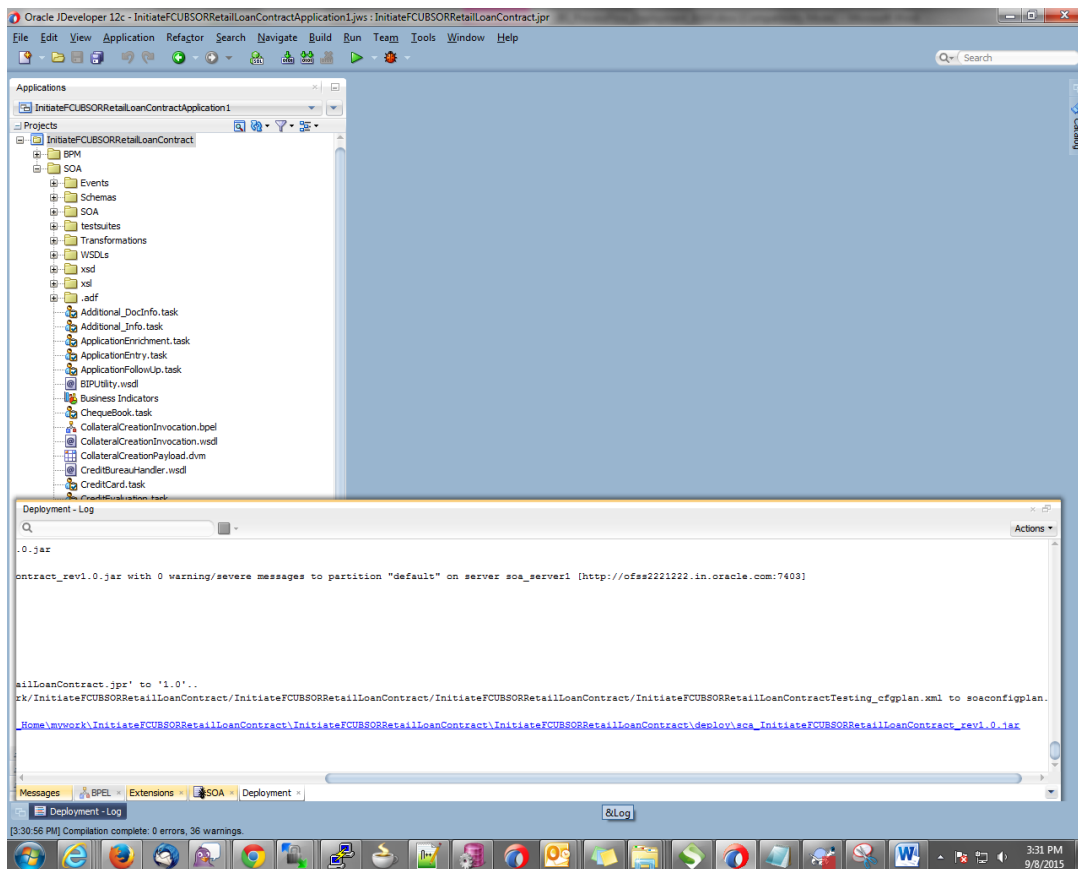 Oracle JDeveloper 12c - InitiateFCUBSORRetailLoanContractApplication1.jws : InitiateFCUBSORRetailLoanContract.jpr
File Edit View Application Refactor Search Navigate Build Run Team Tools Window Help
Search
Applications
InitiateFCUBSORRetailLoanContractApplication1
Projects
InitiateFCUBSORRetailLoanContract
BPM
SOA
Events
Schemas
SOA
testsuites
Transformations
WSDLs
xsd
xsl
.adf
Additional_DocInfo.task
Additional_Info.task
ApplicationEnrichment.task
ApplicationEntry.task
ApplicationFollowUp.task
BIPUtility.wsdl
Business Indicators
ChequeBook.task
CollateralCreationInvocation.bpel
CollateralCreationInvocation.wsdl
CollateralCreationPayload.dvm
CreditBureauHandler.wsdl
CreditCard.task
CreditEvaluation.task
Catalog
Deployment - Log
Actions
.0.jar
ontract_rev1.0.jar with 0 warning/severe messages to partition "default" on server soa_server1 [http://ofss2221222.in.oracle.com:7403]
ailLoanContract.jpr' to '1.0'..
rk/InitiateFCUBSORRetailLoanContract/InitiateFCUBSORRetailLoanContract/InitiateFCUBSORRetailLoanContract/InitiateFCUBSORRetailLoanContractTesting_cfgplan.xml to soaconfigplan.
_Home\mywork\InitiateFCUBSORRetailLoanContract\InitiateFCUBSORRetailLoanContract\InitiateFCUBSORRetailLoanContract\deploy\sca_InitiateFCUBSORRetailLoanContract_rev1.0.jar
Messages BPEL Extensions SOA Deployment
Deployment - Log
&Log
[3:30:56 PM] Compilation complete: 0 errors, 36 warnings.
3:31 PM
9/8/2015